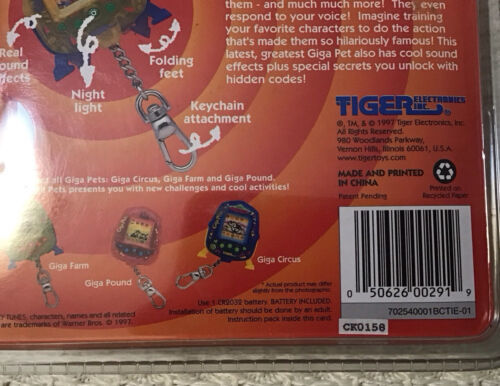 them - and much much more! They even
respond to your voice! Imagine training
your favorite characters to do the action
that's made them so hilariously famous! This
latest, greatest Giga Pet also has cool sound
effects plus special secrets you unlock with
hidden codes!
Real
sound
effects
Night
light
Folding
feet
Keychain
attachment
TIGER ELECTRONICS INC.
®, TM, & © 1997 Tiger Electronics, Inc.
All Rights Reserved.
980 Woodlands Parkway,
Vernon Hills, Illinois 60061, U.S.A.
www.tigertoys.com
MADE AND PRINTED
IN CHINA
Patent Pending
Printed on
Recycled Paper
all Giga Pets: Giga Circus, Giga Farm and Giga Pound.
Pets presents you with new challenges and cool activities!
Giga Farm
Giga Pound
Giga Circus
* Actual product may differ
slightly from the photographs.
Use 1 CR2032 battery. BATTERY INCLUDED.
Installation of battery should be done by an adult.
Instruction pack inside this card.
TUNES, characters, names and all related
are trademarks of Warner Bros. © 1997.
0 50626 00291 9
702540001BCTIE-01
CK0158